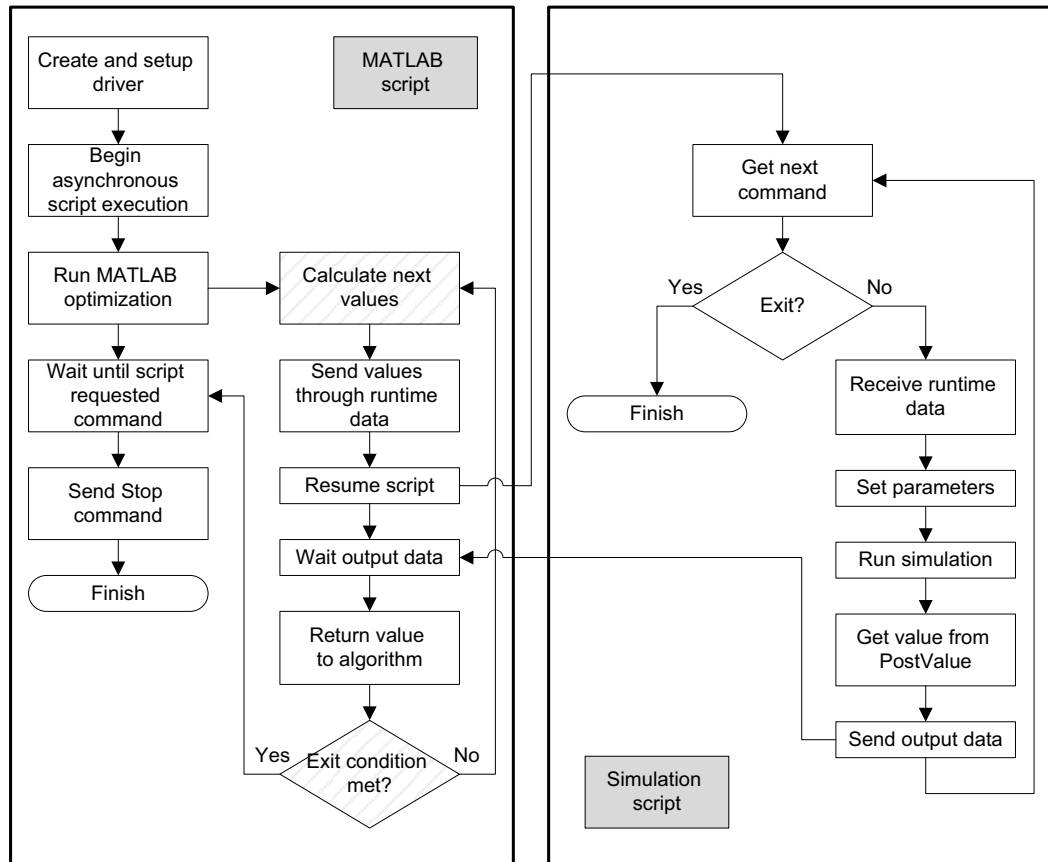 Create and setup
driver
MATLAB
script
Begin
asynchronous
script execution
Run MATLAB
optimization
Wait until script
requested
command
Send Stop
command
Finish
Calculate next
values
Send values
through runtime
data
Resume script
Wait output data
Return value
to algorithm
Exit condition
met?
Yes
No
Get next
command
Exit?
Yes
No
Finish
Receive runtime
data
Set parameters
Run simulation
Get value from
PostValue
Send output data
Simulation
script